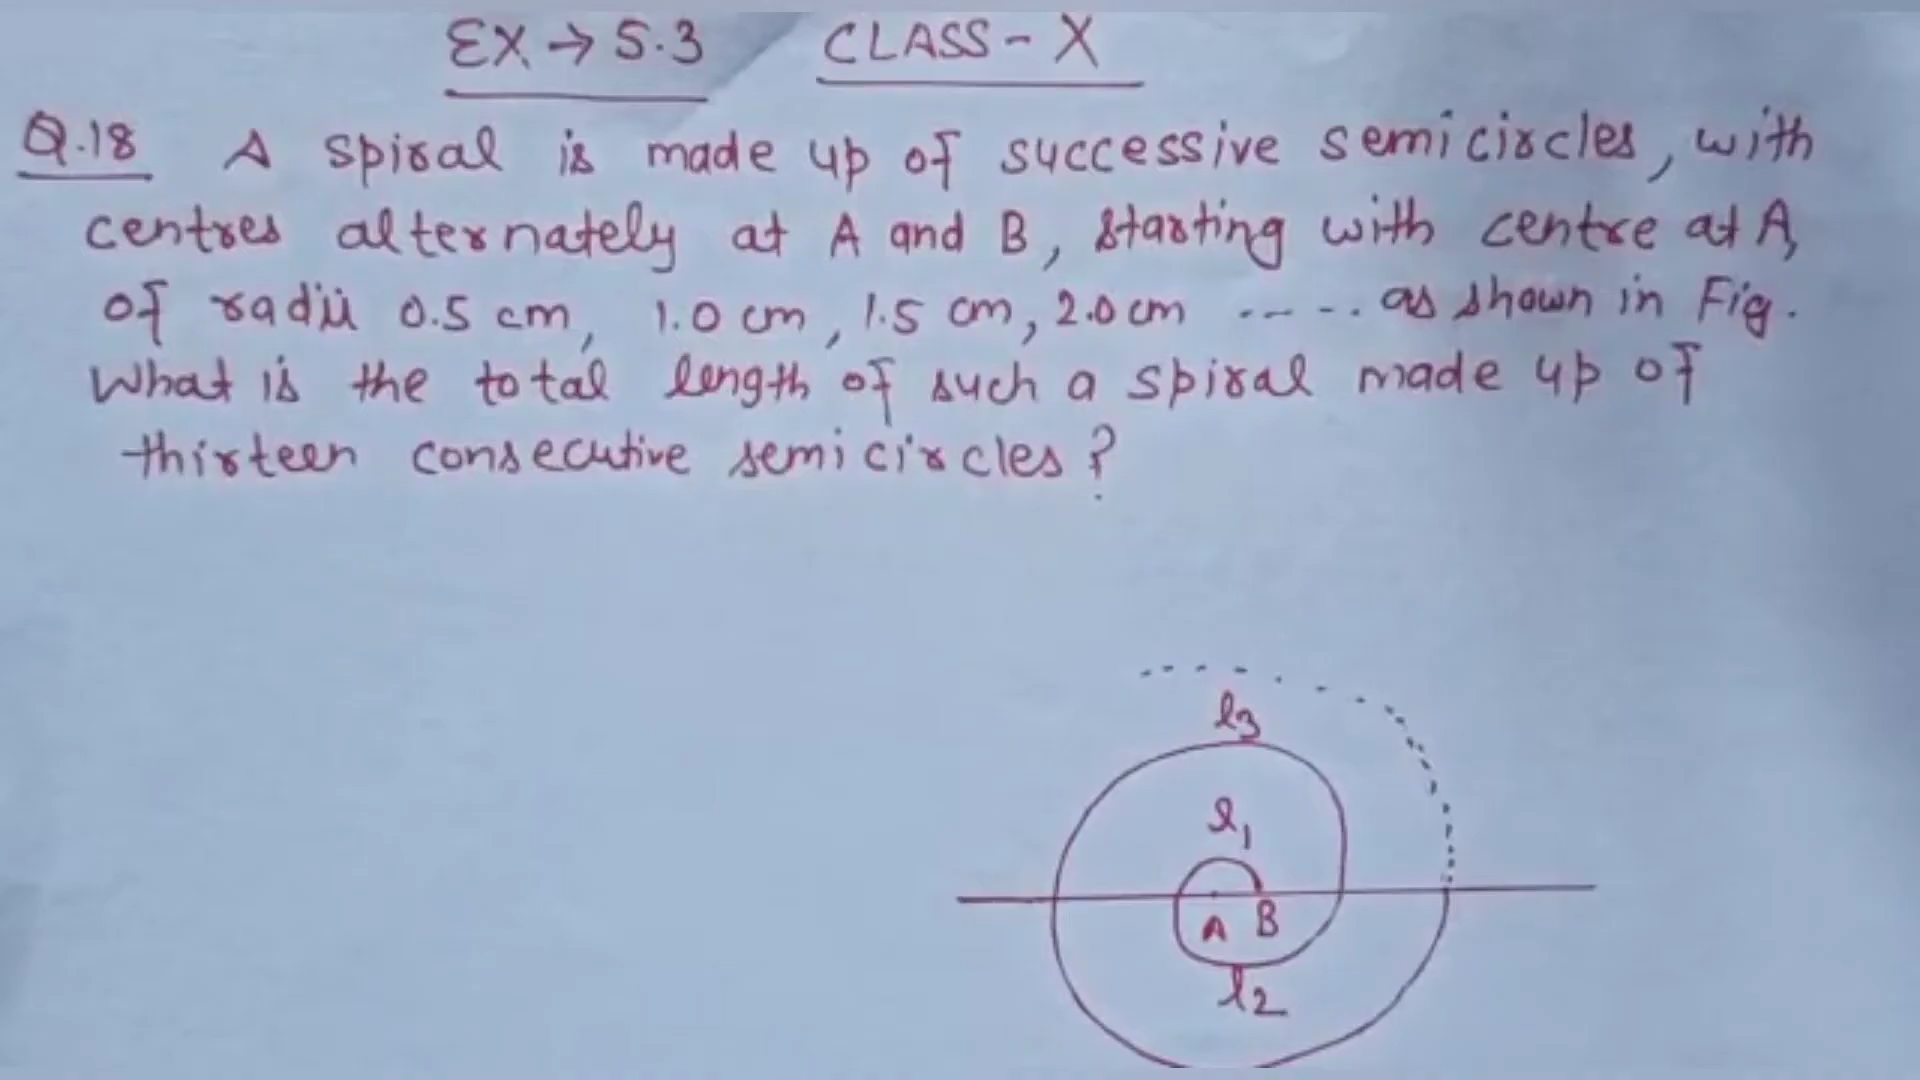 EX → 5.3 CLASS - X
Q.18 A spiral is made up of successive semicircles, with
centres alternately at A and B, starting with centre at A,
of radii 0.5 cm, 1.0 cm, 1.5 cm, 2.0 cm ..... as shown in Fig.
What is the total length of such a spiral made up of
thirteen consecutive semicircles?
l3
l1
A B
l2